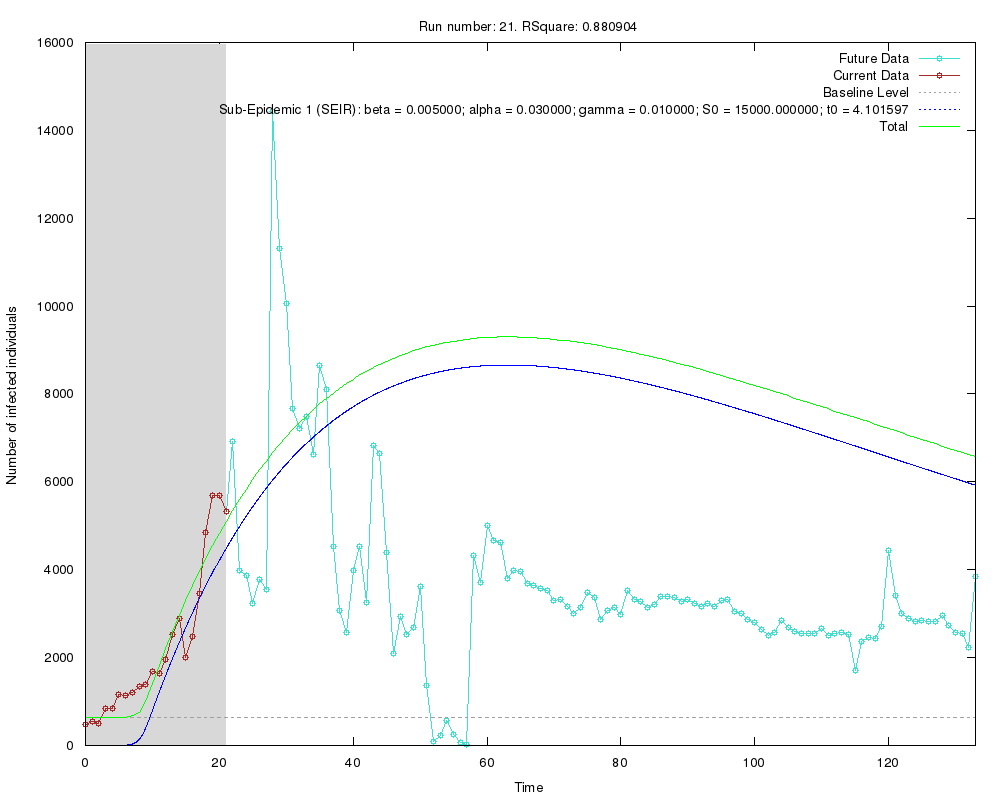 Run number: 21. RSquare: 0.880904
16000
14000
12000
10000
8000
6000
4000
2000
0
Number of infected individuals
Future Data
Current Data
Baseline Level
Sub-Epidemic 1 (SEIR): beta = 0.005000; alpha = 0.030000; gamma = 0.010000; S0 = 15000.000000; t0 = 4.101597
Total
0 20 40 60 80 100 120
Time